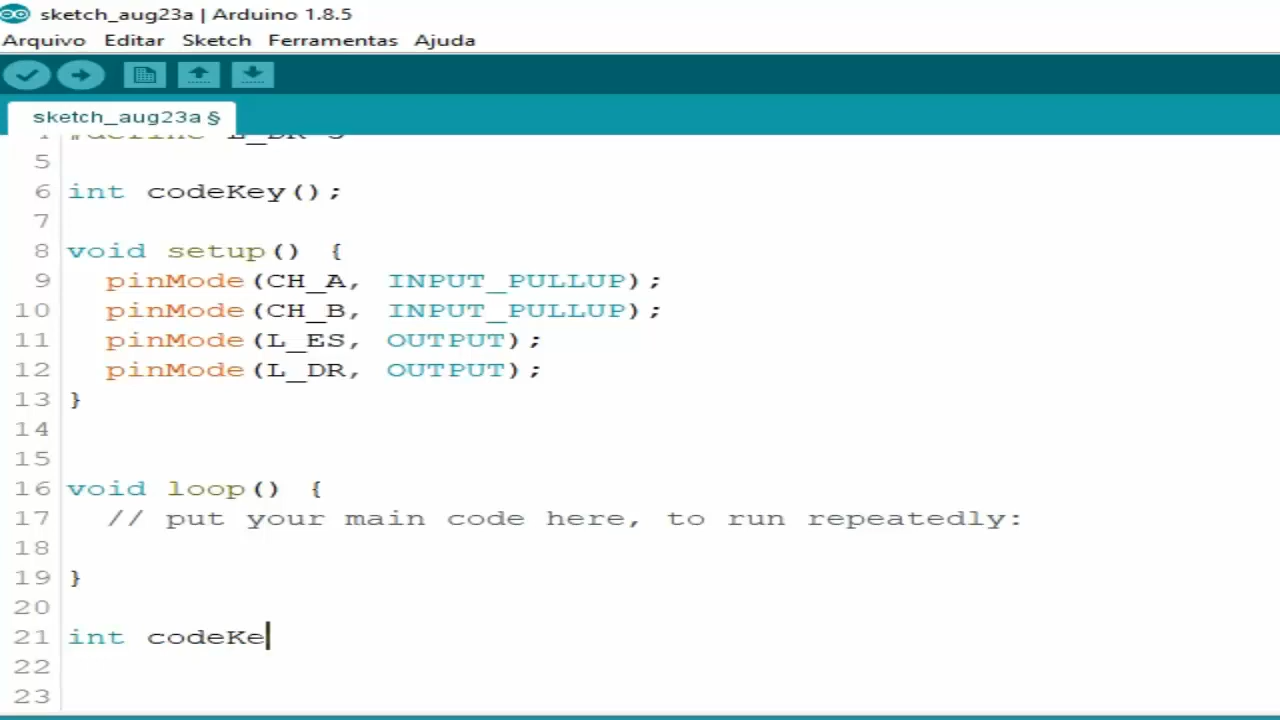 sketch_aug23a | Arduino 1.8.5
Arquivo Editar Sketch Ferramentas Ajuda
sketch_aug23a §
5
6 int codeKey();
7
8 void setup() {
9 pinMode(CH_A, INPUT_PULLUP);
10 pinMode(CH_B, INPUT_PULLUP);
11 pinMode(L_ES, OUTPUT);
12 pinMode(L_DR, OUTPUT);
13 }
14
15
16 void loop() {
17 // put your main code here, to run repeatedly:
18
19 }
20
21 int codeKe
22
23